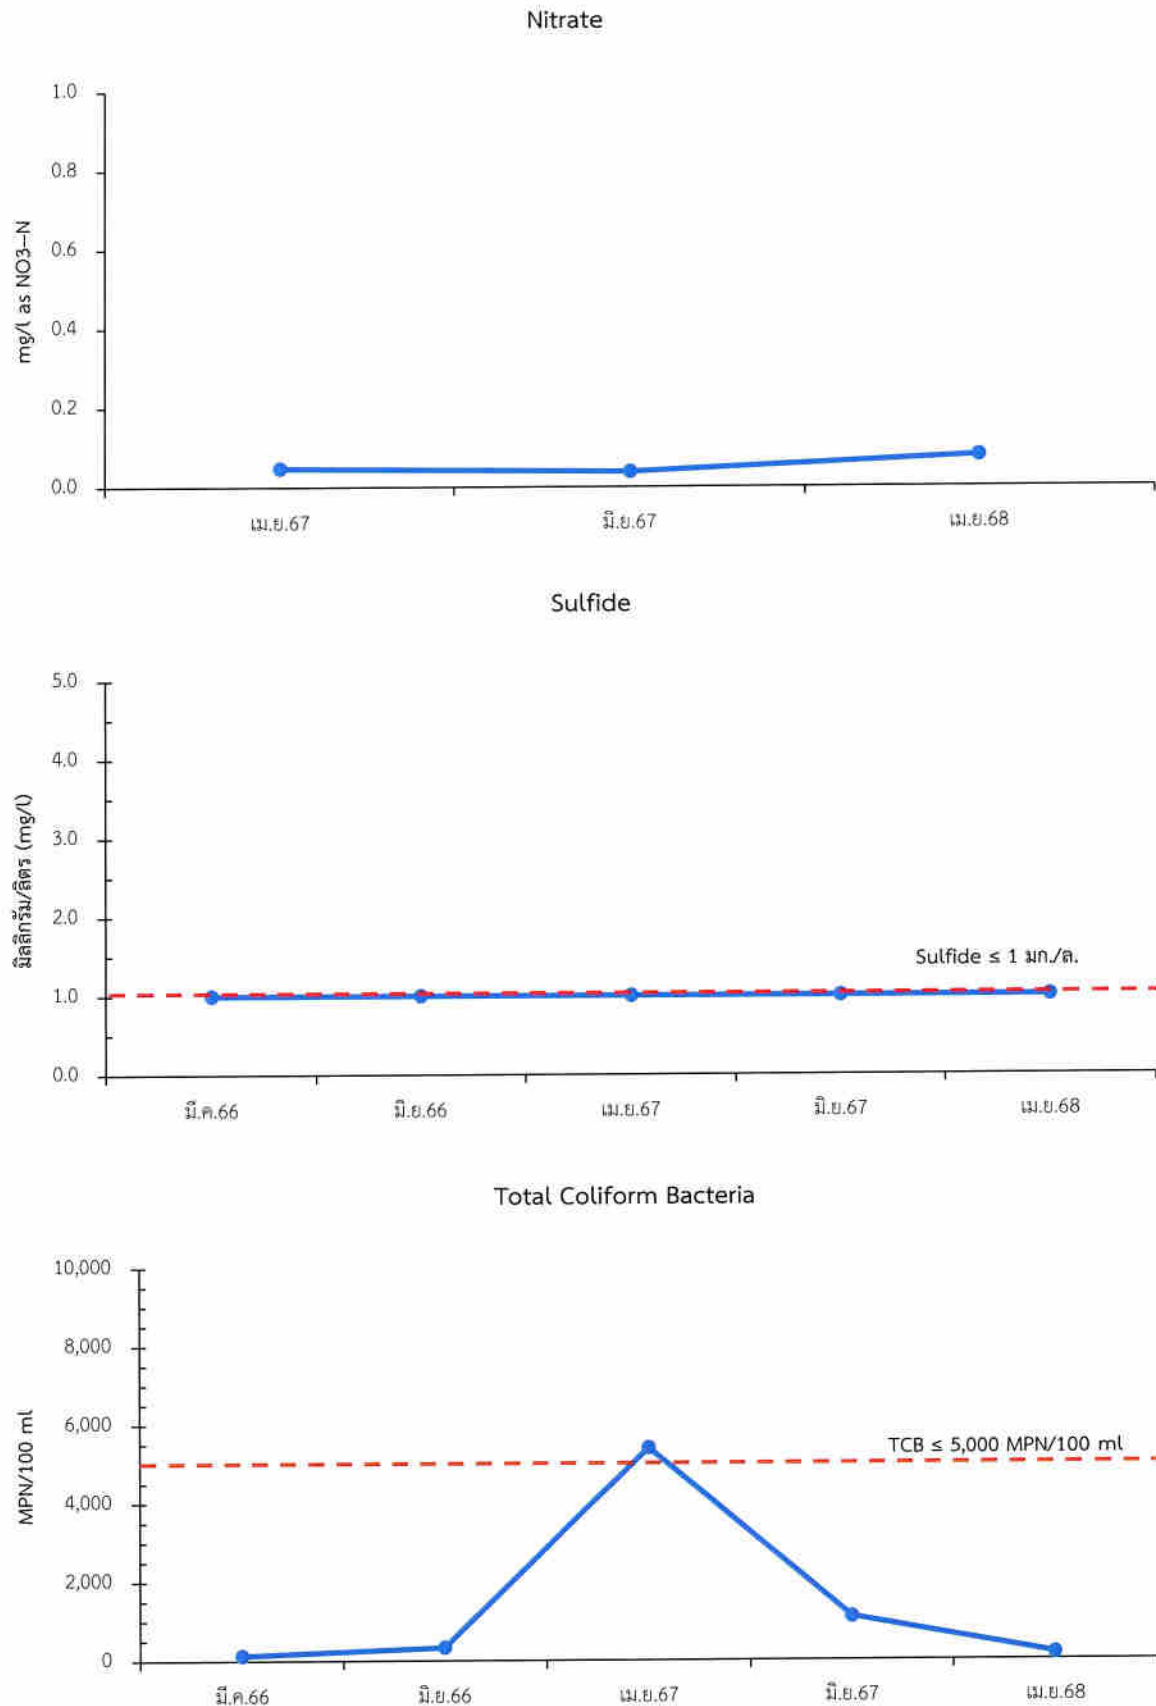 Nitrate
1.0
0.8
0.6
0.4
0.2
0.0
mg/l as NO3–N
เม.ย.67 มิ.ย.67 เม.ย.68
Sulfide
5.0
4.0
3.0
2.0
1.0
0.0
มิลลิกรัม/ลิตร (mg/l)
Sulfide ≤ 1 มก./ล.
มี.ค.66 มิ.ย.66 เม.ย.67 มิ.ย.67 เม.ย.68
Total Coliform Bacteria
10,000
8,000
6,000
4,000
2,000
0
MPN/100 ml
TCB ≤ 5,000 MPN/100 ml
มี.ค.66 มิ.ย.66 เม.ย.67 มิ.ย.67 เม.ย.68